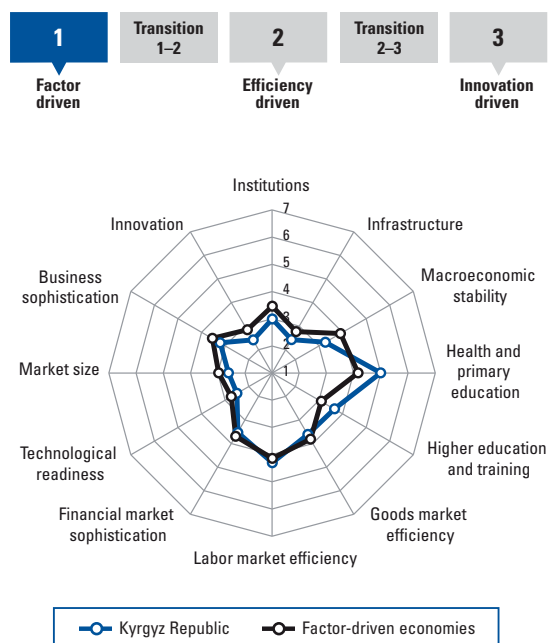 1
Transition
1–2
2
Transition
2–3
3
Factor
driven
Efficiency
driven
Innovation
driven
Institutions
7
Innovation
Infrastructure
6
5
Business
sophistication
Macroeconomic
stability
4
3
2
Market size
1
Health and
primary
education
Technological
readiness
Higher education
and training
Financial market
sophistication
Goods market
efficiency
Labor market efficiency
Kyrgyz Republic
Factor-driven economies